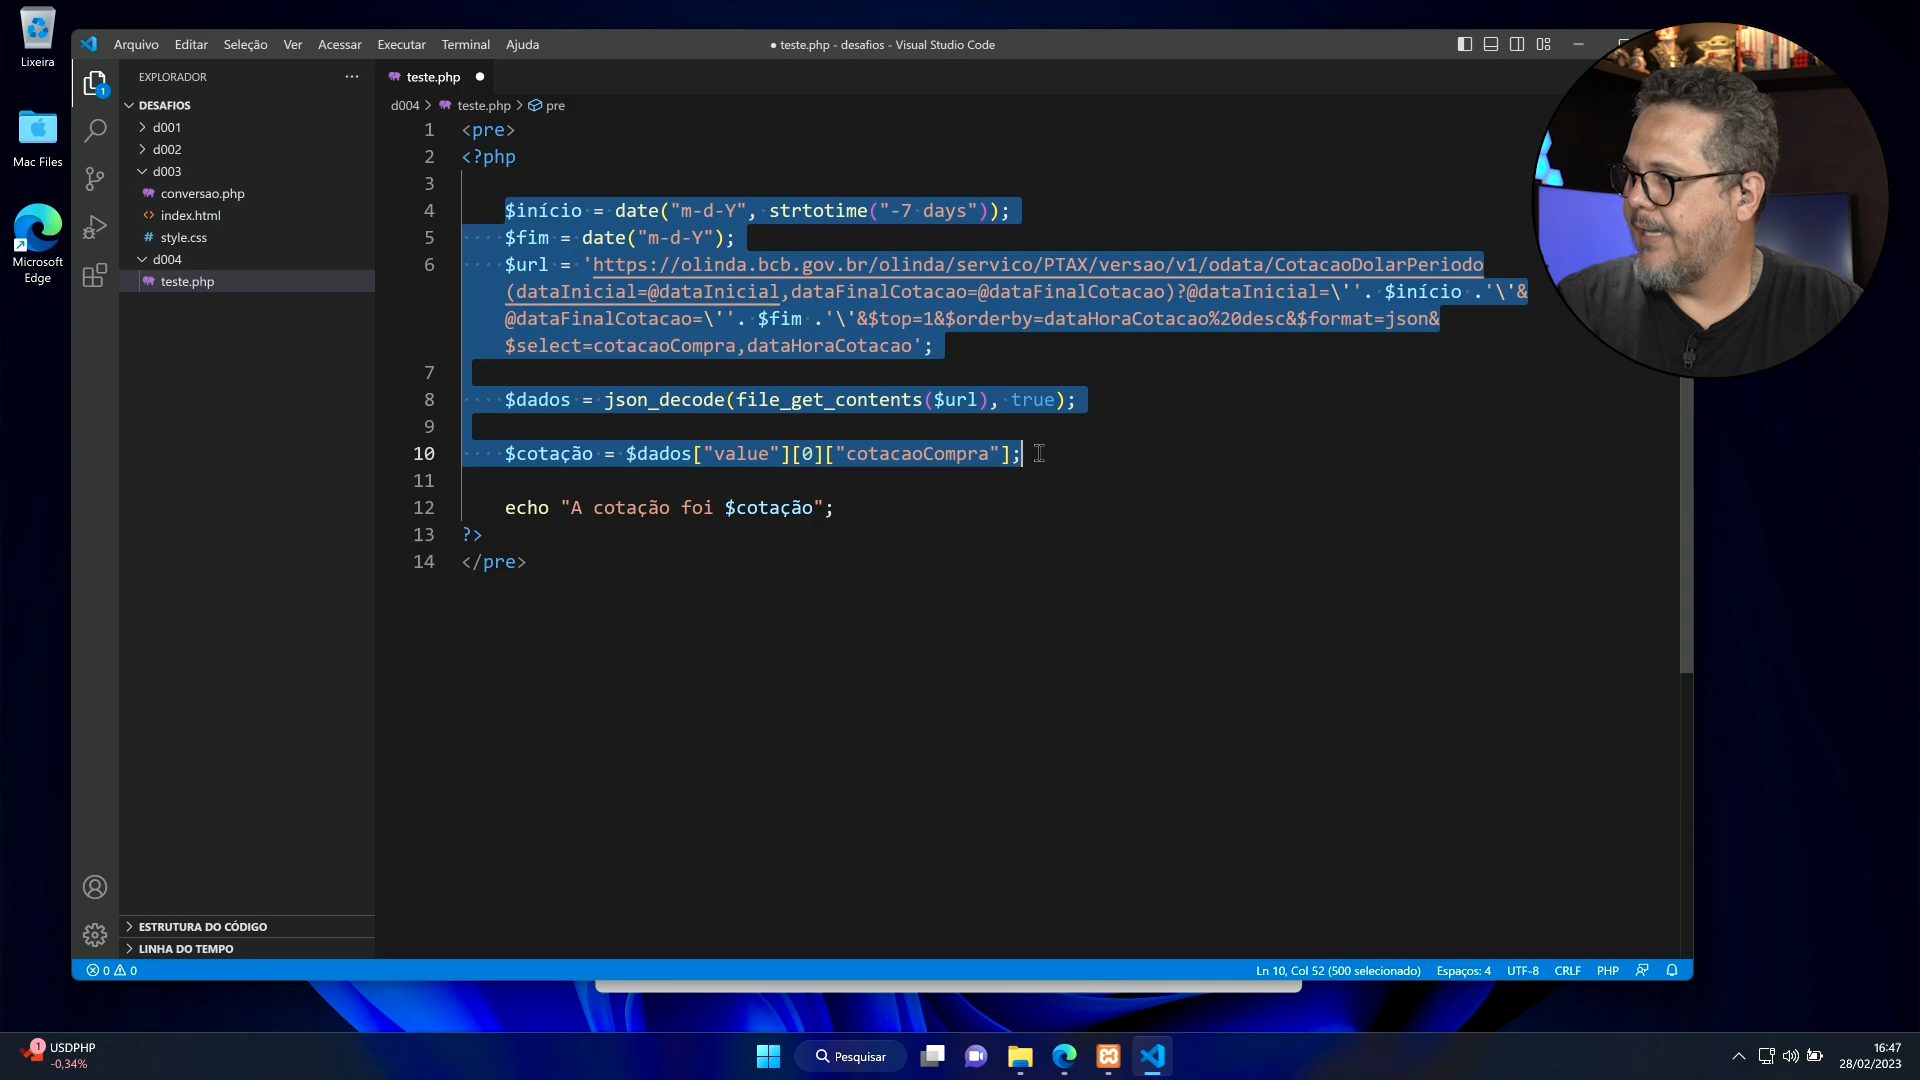 Lixeira
Mac Files
Microsoft
Edge
Arquivo Editar Seleção Ver Acessar Executar Terminal Ajuda
● teste.php - desafios - Visual Studio Code
1
EXPLORADOR ...
DESAFIOS
d001
d002
d003
conversao.php
<> index.html
# style.css
d004
teste.php
ESTRUTURA DO CÓDIGO
LINHA DO TEMPO
teste.php ●
d004 > teste.php > pre
1 <pre>
2 <?php
3
4 $início = date("m-d-Y", strtotime("-7 days"));
5 ····$fim = date("m-d-Y");
6 $url = 'https://olinda.bcb.gov.br/olinda/servico/PTAX/versao/v1/odata/CotacaoDolarPeriodo
(dataInicial=@dataInicial,dataFinalCotacao=@dataFinalCotacao)?@dataInicial=\''. $início .'\'&
@dataFinalCotacao=\''. $fim .'\'&$top=1&$orderby=dataHoraCotacao%20desc&$format=json&
$select=cotacaoCompra,dataHoraCotacao';
7
8 ····$dados = json_decode(file_get_contents($url), true);
9
10 ····$cotação = $dados["value"][0]["cotacaoCompra"];
11
12 echo "A cotação foi $cotação";
13 ?>
14 </pre>
0 0
Ln 10, Col 52 (500 selecionado) Espaços: 4 UTF-8 CRLF PHP
1
USDPHP
-0,34%
Pesquisar
16:47
28/02/2023